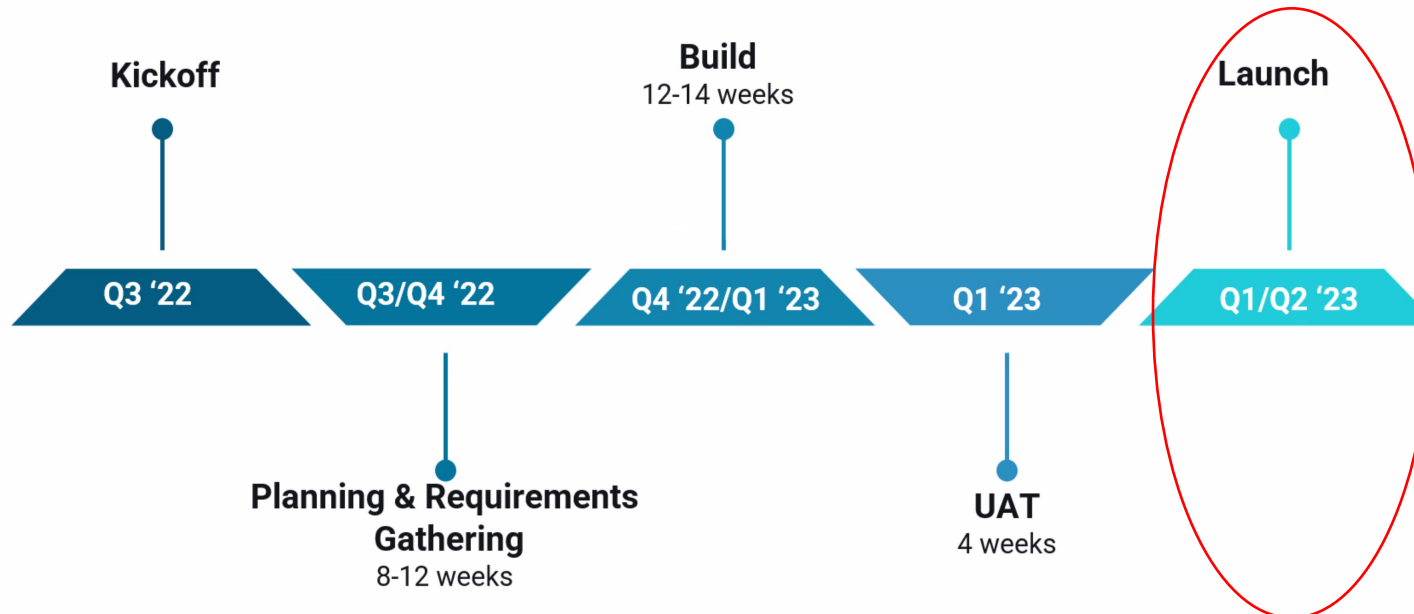 Kickoff
Build
12-14 weeks
Launch
Q3 ‘22
Q3/Q4 ‘22
Q4 ‘22/Q1 ‘23
Q1 ‘23
Q1/Q2 ‘23
Planning & Requirements
Gathering
8-12 weeks
UAT
4 weeks